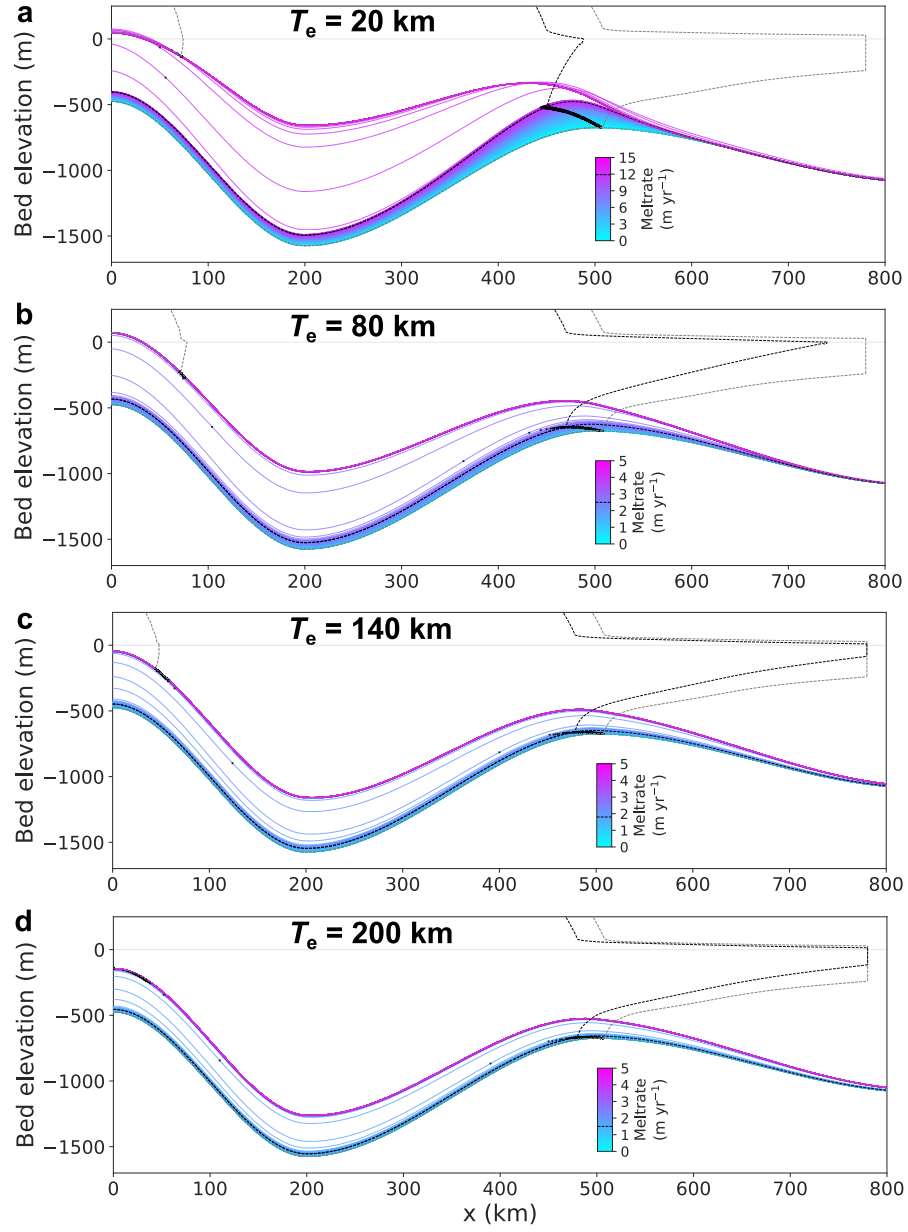 a
T_e = 20 km
Bed elevation (m)
0
−500
−1000
−1500
15
12
9
6
3
0
Meltrate
(m yr⁻¹)
0 100 200 300 400 500 600 700 800
b
T_e = 80 km
Bed elevation (m)
0
−500
−1000
−1500
5
4
3
2
1
0
Meltrate
(m yr⁻¹)
0 100 200 300 400 500 600 700 800
c
T_e = 140 km
Bed elevation (m)
0
−500
−1000
−1500
5
4
3
2
1
0
Meltrate
(m yr⁻¹)
0 100 200 300 400 500 600 700 800
d
T_e = 200 km
Bed elevation (m)
0
−500
−1000
−1500
5
4
3
2
1
0
Meltrate
(m yr⁻¹)
0 100 200 300 400 500 600 700 800
x (km)